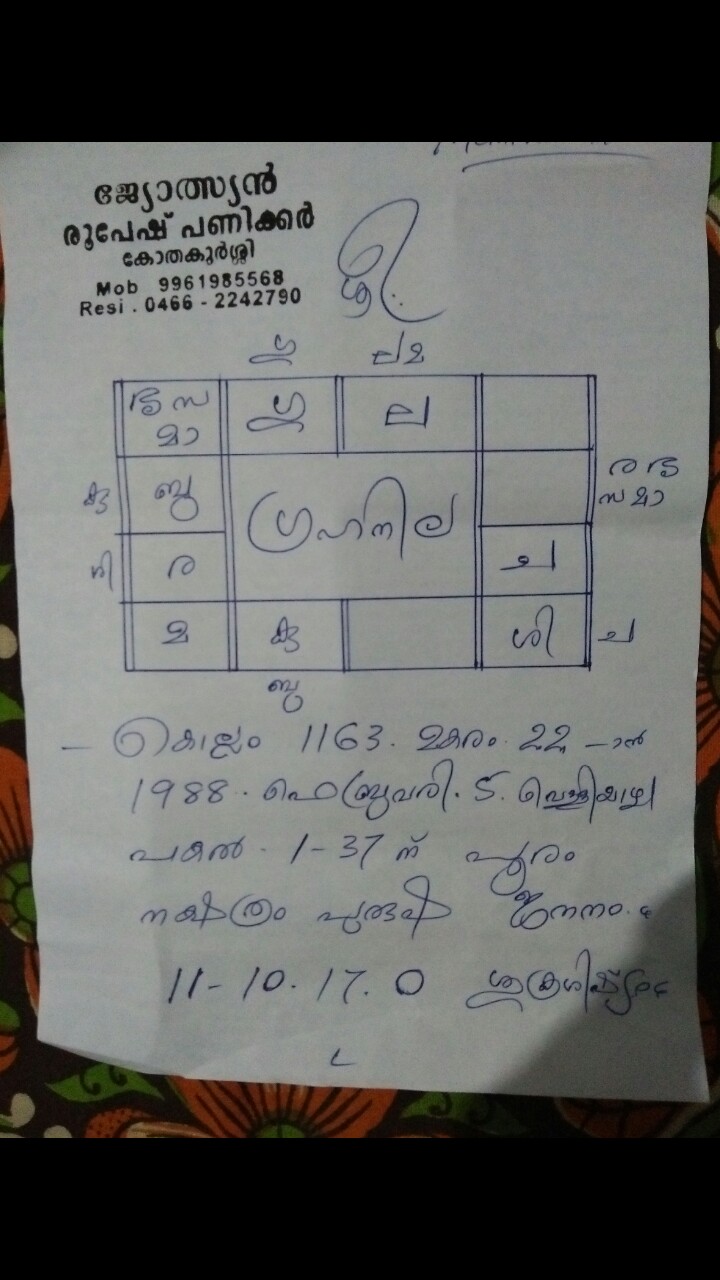 ജ്യോത്സ്യൻ
രൂപേഷ് പണിക്കർ
കോതകുർശ്ശി
Mob 9961985568
Resi . 0466 - 2242790
ശ്രീ..
ശു ലമ
സ ശു ല
മാ
ര
സ മാ
കു ബു ഗ്രഹനില
ര ച
മ കു ശി ച
ബു
- കൊല്ലം 1163. മകരം. 22 -ാൻ
1988. ഫെബ്രുവരി. 5. വെള്ളിയാഴ്ച
പകൽ. 1-37 ന് പൂരം
നക്ഷത്രം പുരുഷ ജനനം.
11-10.17.0 ശുക്രശിഷ്ടം